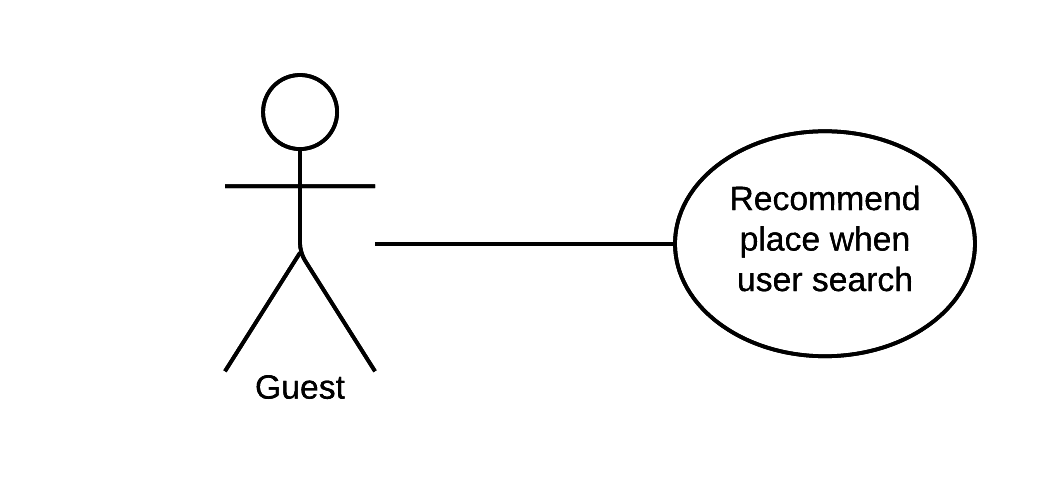 Recommend
place when
user search
Guest